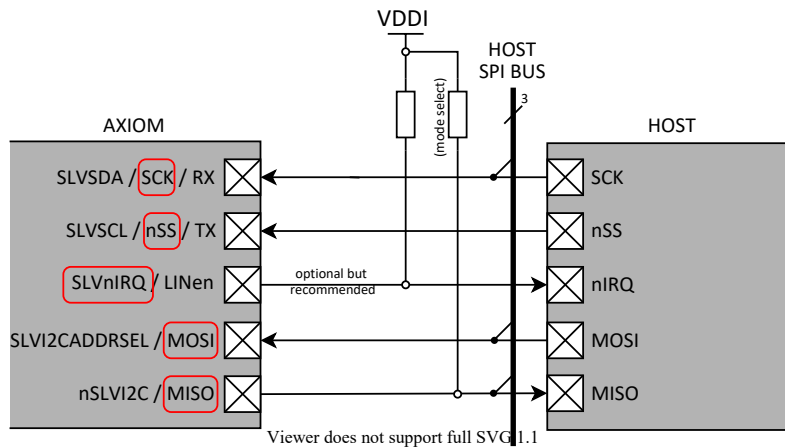 VDDI
HOST
SPI BUS
3
(mode select)
AXIOM
HOST
SLVSDA / SCK / RX
SCK
SLVSCL / nSS / TX
nSS
SLVnIRQ / LINen
optional but
recommended
nIRQ
SLVI2CADDRSEL / MOSI
MOSI
nSLVI2C / MISO
MISO
Viewer does not support full SVG 1.1